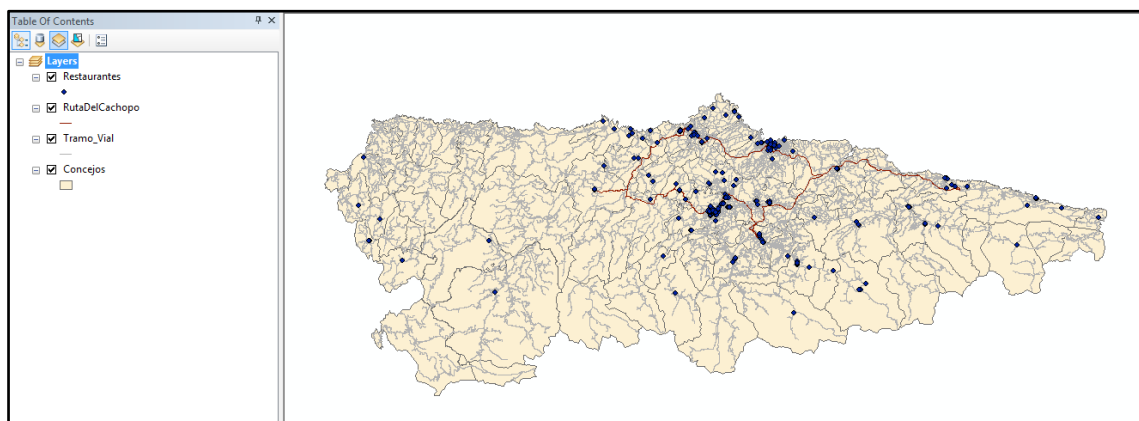 Table Of Contents
Layers
Restaurantes
RutaDelCachopo
Tramo_Vial
Concejos